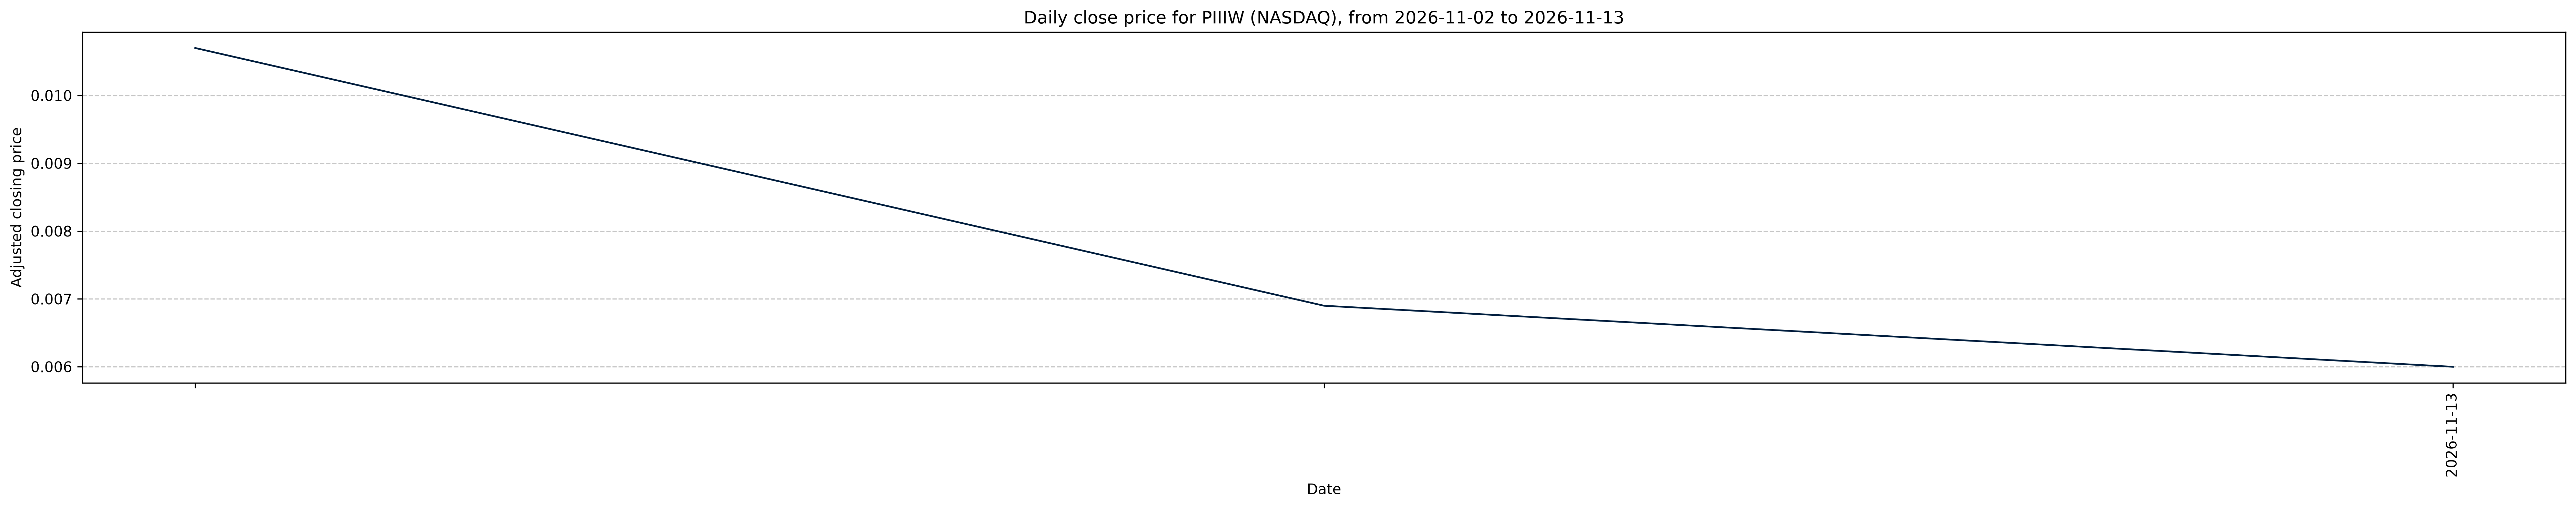 Daily close price for PIIIW (NASDAQ), from 2026-11-02 to 2026-11-13
Adjusted closing price
0.010
0.009
0.008
0.007
0.006
2026-11-13
Date